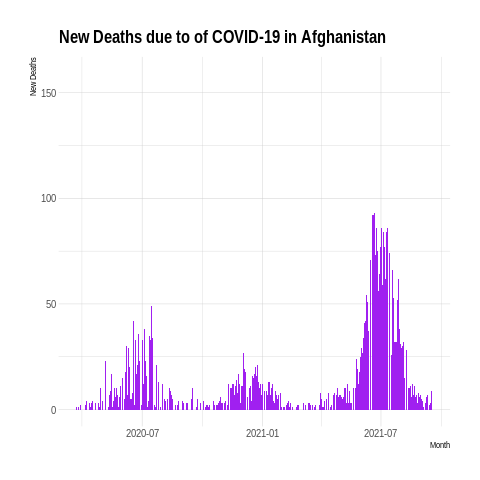 New Deaths due to of COVID-19 in Afghanistan
New Deaths
150
100
50
0
2020-07
2021-01
2021-07
Month